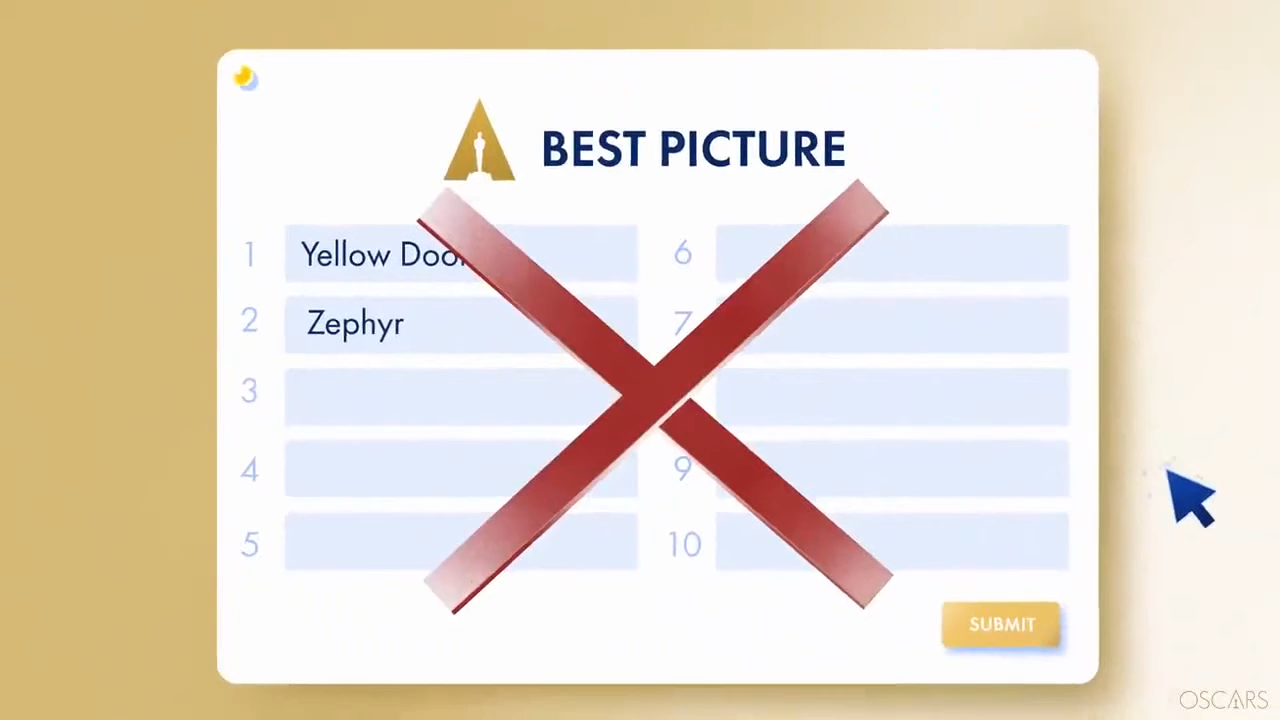 BEST PICTURE
1 Yellow Door
2 Zephyr
3
4
5
6
7
9
10
SUBMIT
OSCARS